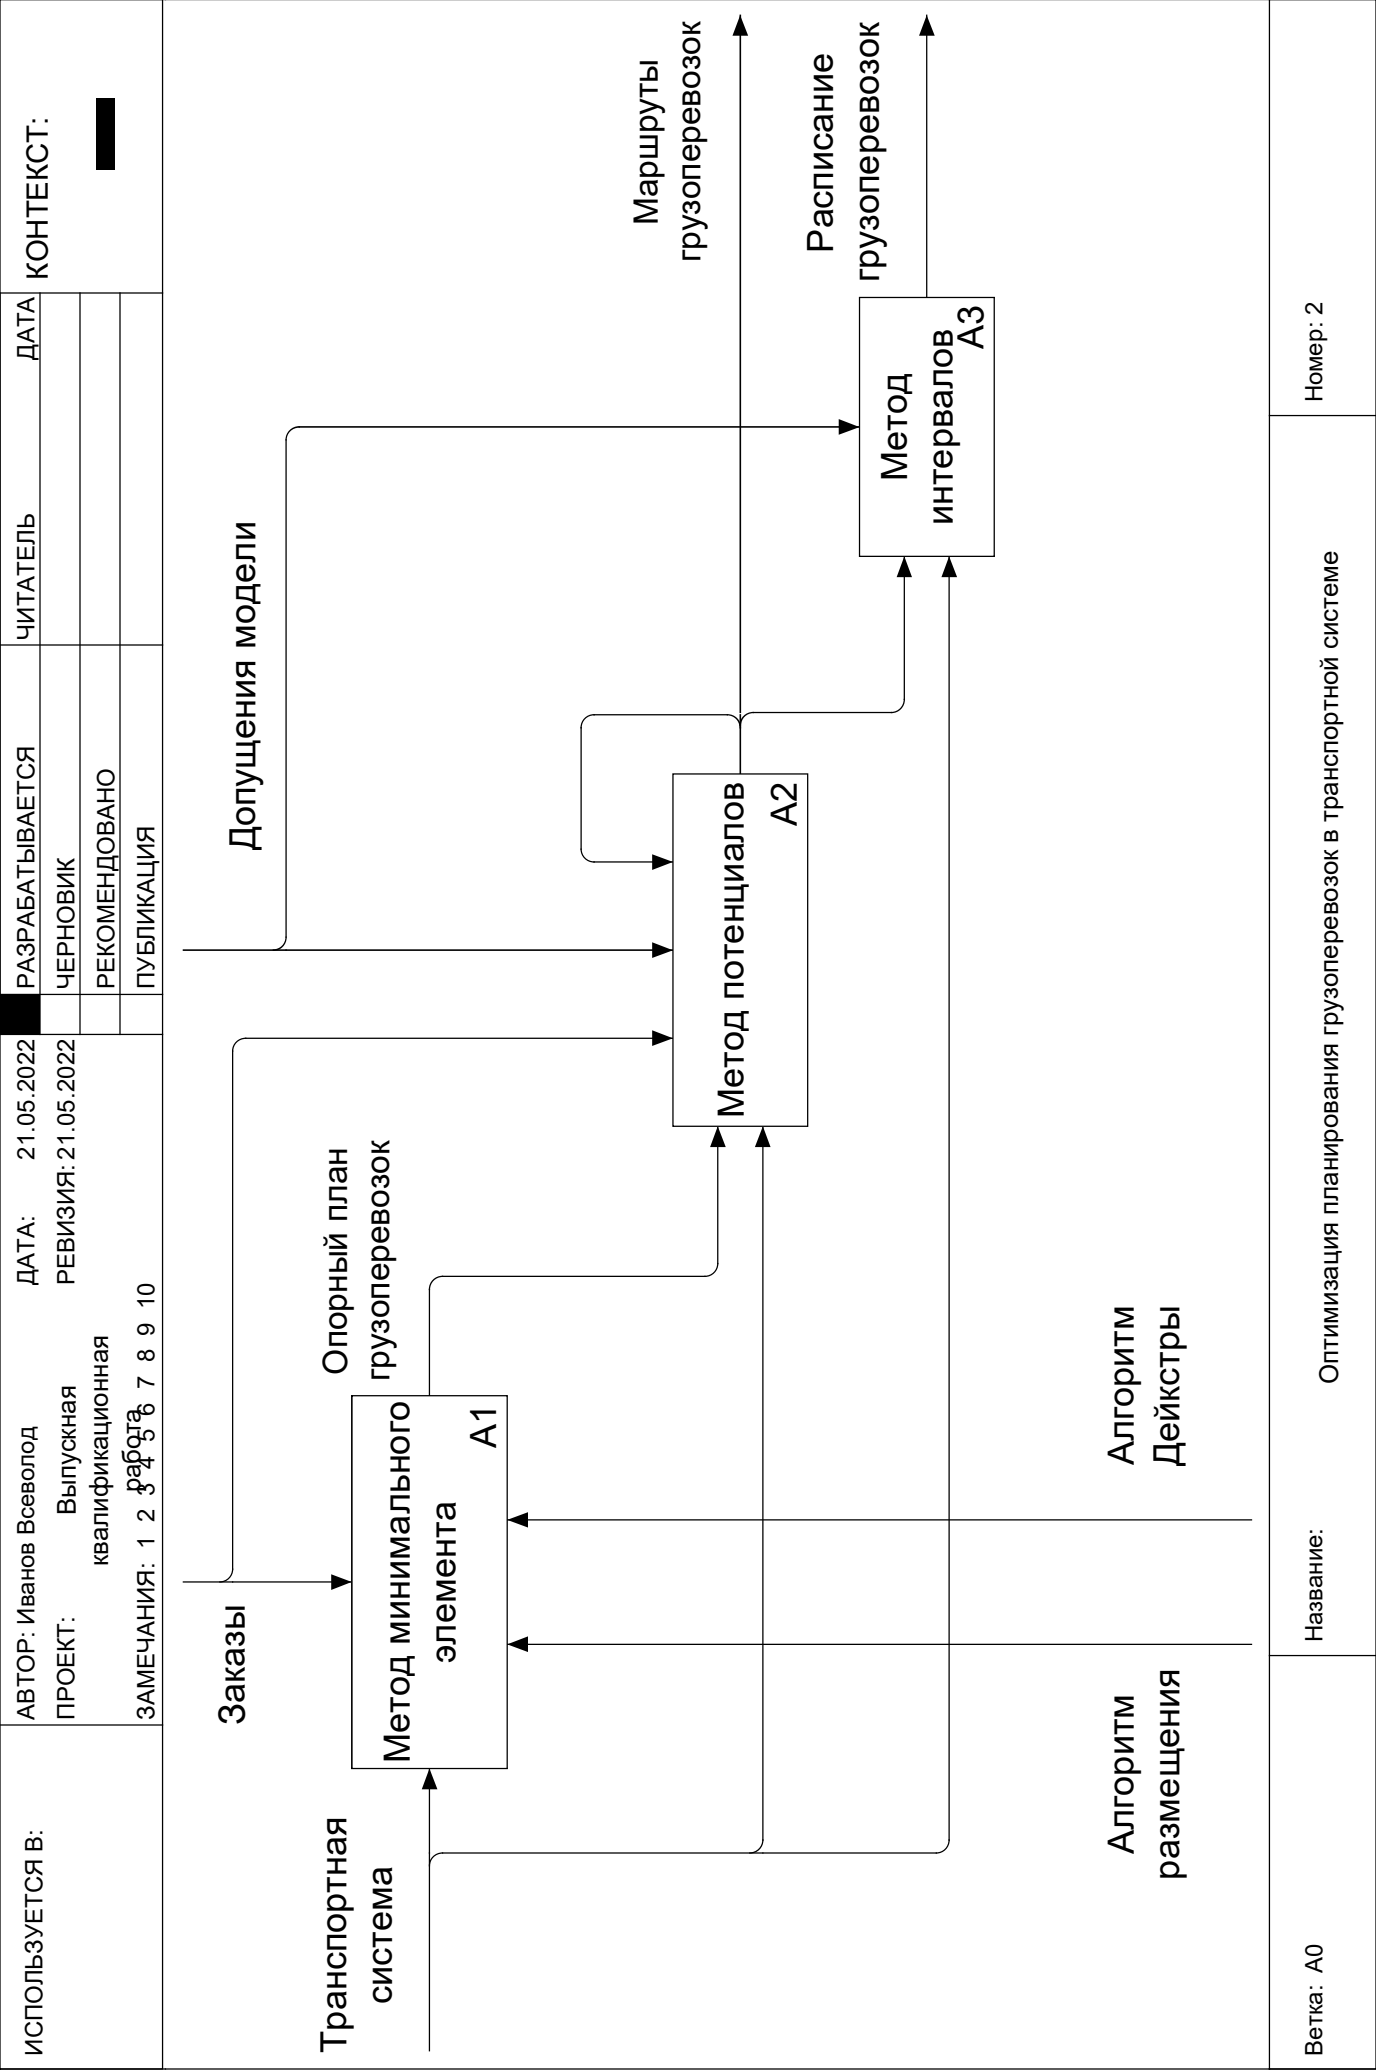 ИСПОЛЬЗУЕТСЯ В:
АВТОР: Иванов Всеволод
ДАТА: 21.05.2022
ПРОЕКТ: Выпускная
квалификационная
работа
РЕВИЗИЯ: 21.05.2022
ЗАМЕЧАНИЯ: 1 2 3 4 5 6 7 8 9 10
РАЗРАБАТЫВАЕТСЯ
ЧЕРНОВИК
РЕКОМЕНДОВАНО
ПУБЛИКАЦИЯ
ЧИТАТЕЛЬ
ДАТА
КОНТЕКСТ:
Заказы
Допущения модели
Транспортная
система
Метод минимального
элемента
A1
Опорный план
грузоперевозок
Метод потенциалов
A2
Маршруты
грузоперевозок
Метод
интервалов
A3
Расписание
грузоперевозок
Алгоритм
размещения
Алгоритм
Дейкстры
Ветка: A0
Название:
Оптимизация планирования грузоперевозок в транспортной системе
Номер: 2